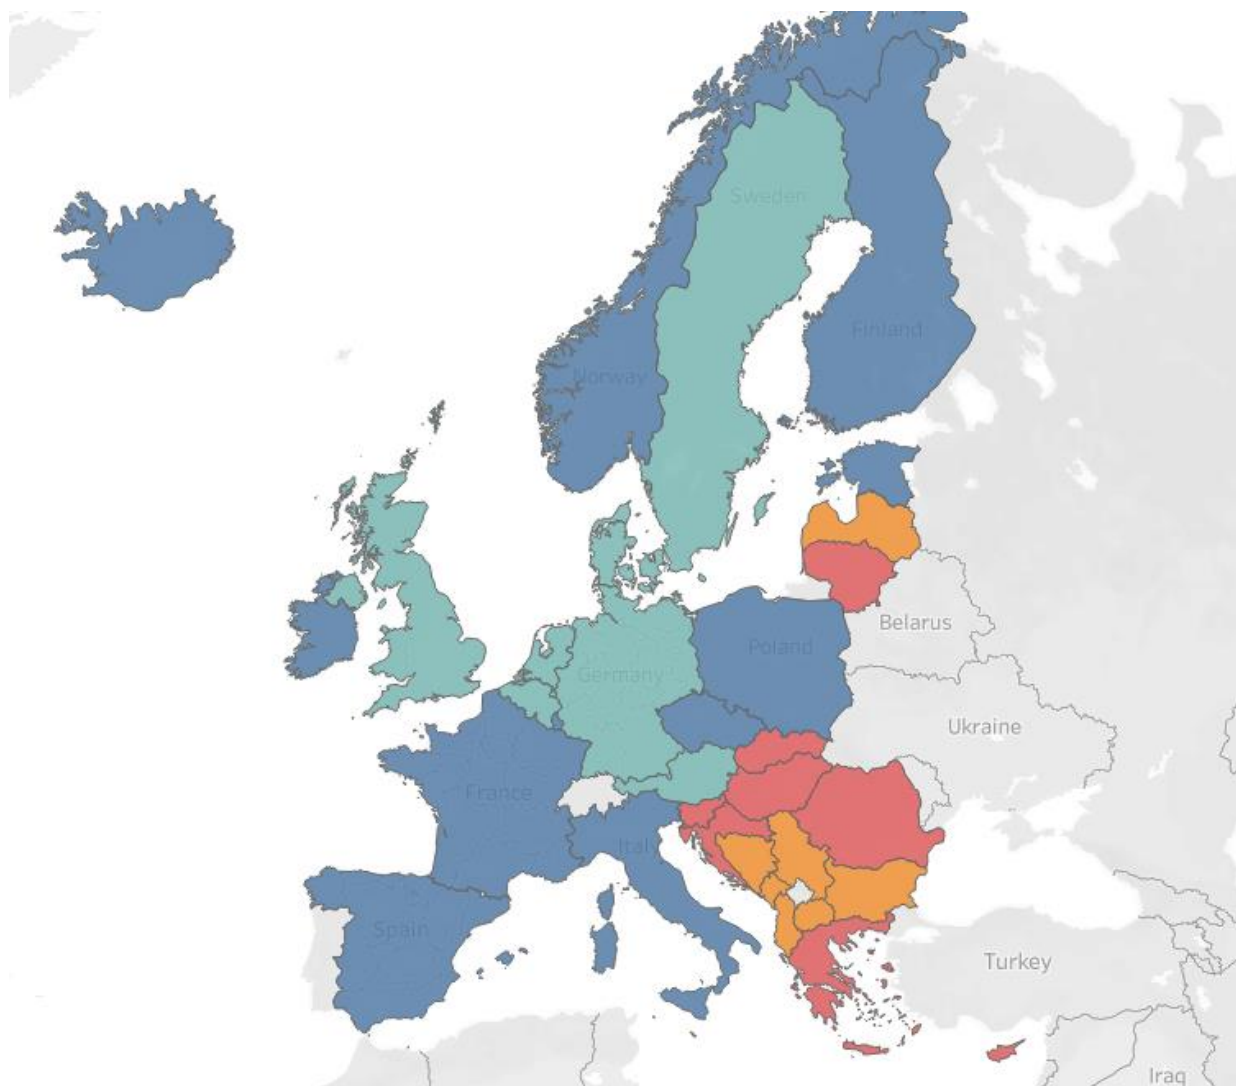 Sweden
Finland
Norway
Belarus
Poland
Germany
Ukraine
France
Italy
Spain
Turkey
Iraq